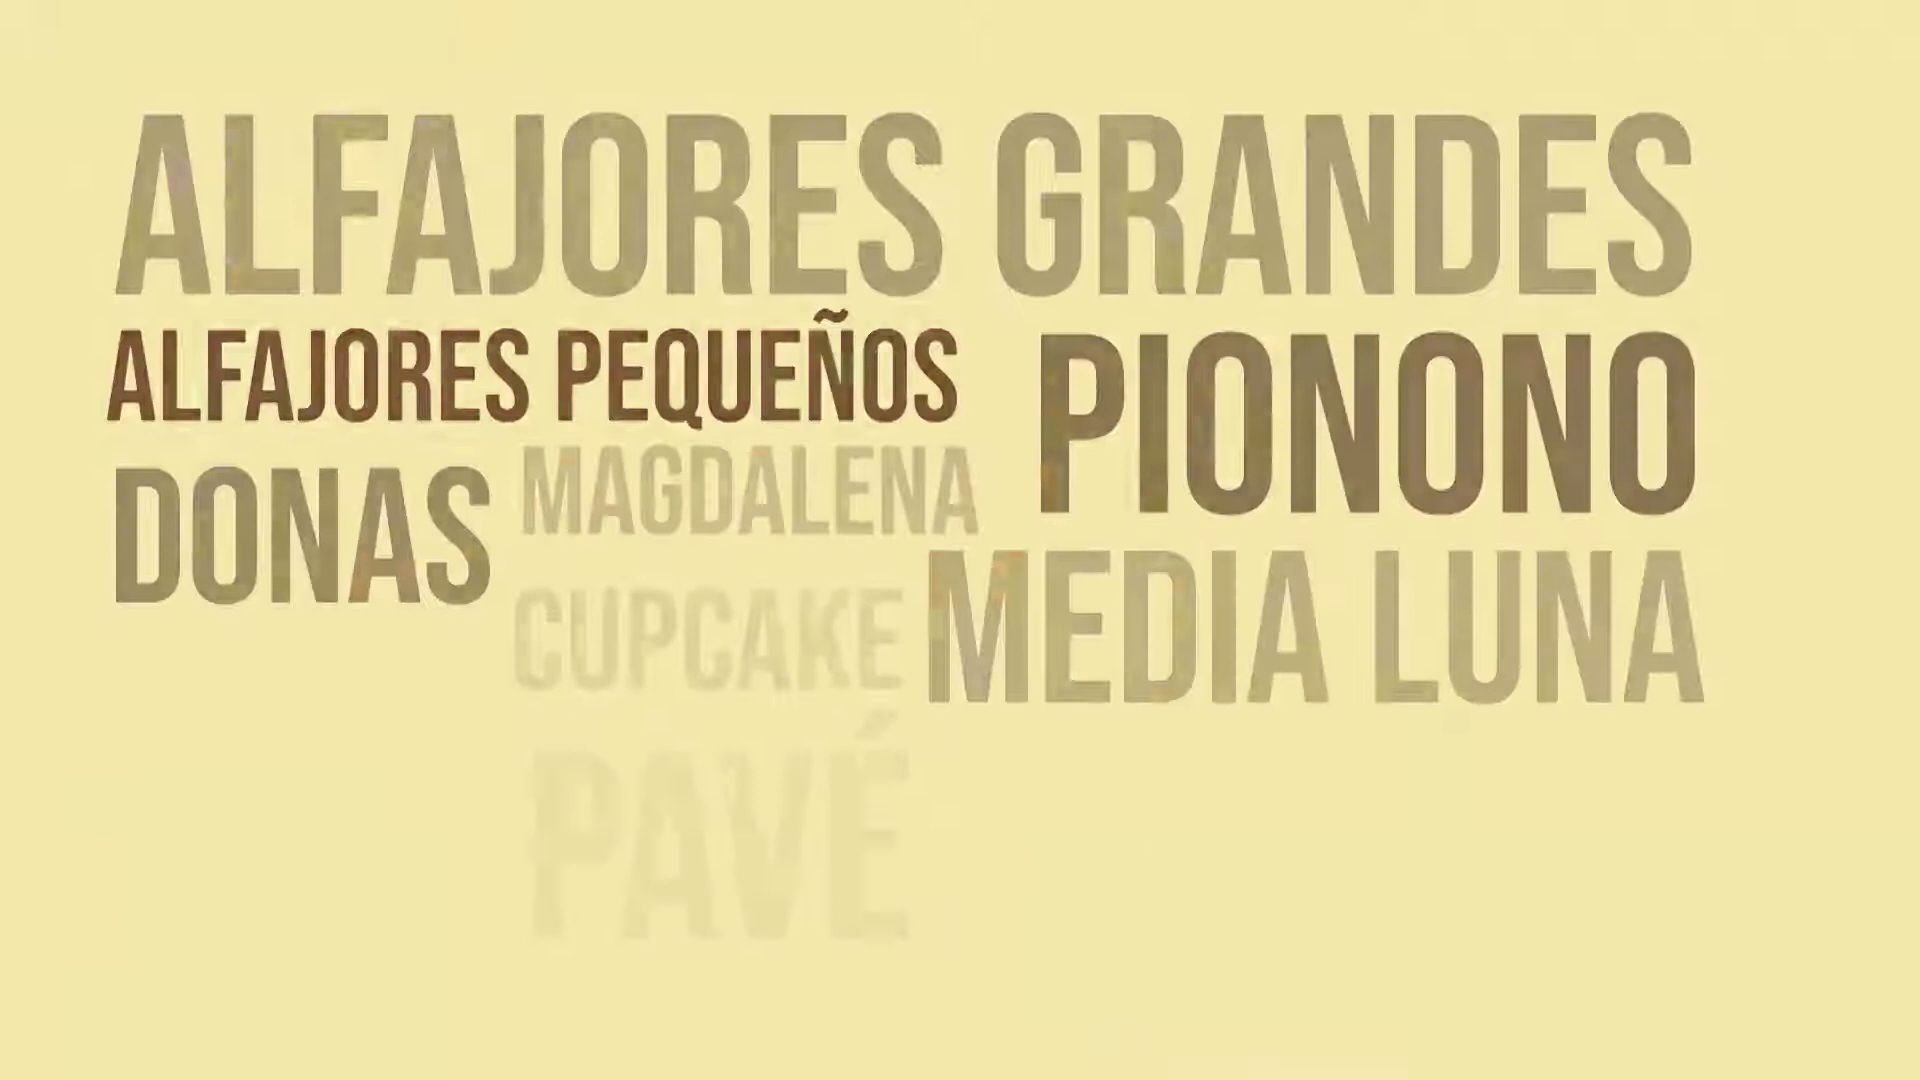 ALFAJORES GRANDES
ALFAJORES PEQUEÑOS
PIONONO
DONAS
MAGDALENA
CUPCAKE
MEDIA LUNA
PAVÉ